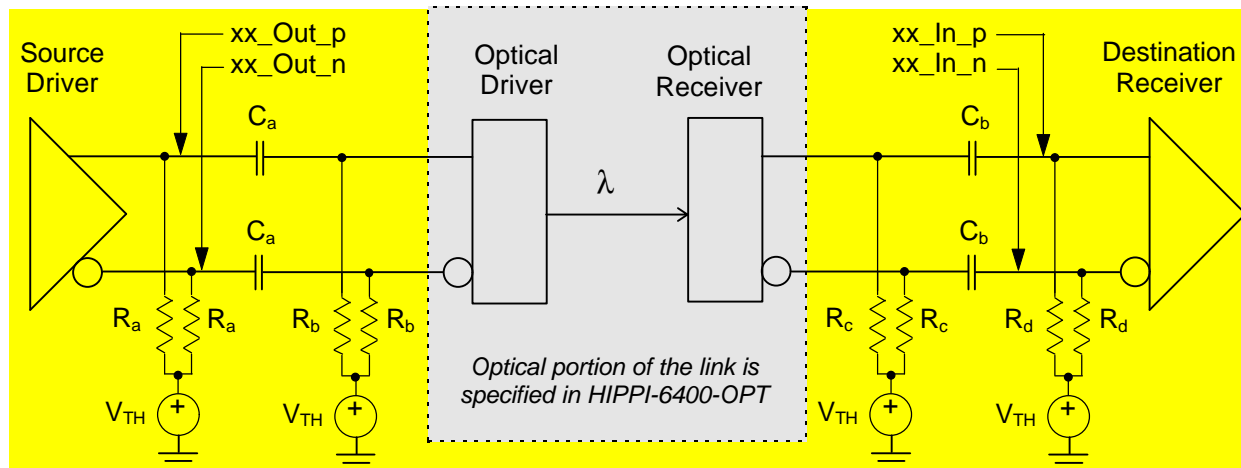 Source
Driver
xx_Out_p
xx_Out_n
Ca
Ca
Ra
Ra
Rb
Rb
VTH
VTH
Optical
Driver
Optical
Receiver
λ
Optical portion of the link is
specified in HIPPI-6400-OPT
xx_In_p
xx_In_n
Destination
Receiver
Cb
Cb
Rc
Rc
Rd
Rd
VTH
VTH
+
+
+
+